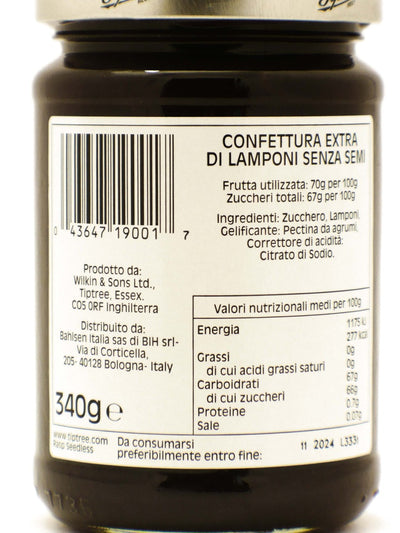 CONFETTURA EXTRA
DI LAMPONI SENZA SEMI
Frutta utilizzata: 70g per 100g
Zuccheri totali: 67g per 100g
Ingredienti: Zucchero, Lamponi,
Gelificante: Pectina da agrumi,
Correttore di acidità:
Citrato di Sodio.
0 43647 19001 7
Prodotto da:
Wilkin & Sons Ltd.,
Tiptree, Essex.
CO5 0RF Inghilterra
Distribuito da:
Bahlsen Italia sas di BIH srl-
Via di Corticella,
205- 40128 Bologna- Italy
340g e
Valori nutrizionali medi per 100g
Energia 1175 kJ
277 kcal
Grassi 0g
di cui acidi grassi saturi 0g
Carboidrati 67g
di cui zuccheri 66g
Proteine 0.7g
Sale 0.07g
www.tiptree.com
Seedless
Da consumarsi
preferibilmente entro fine:
11 2024 L333